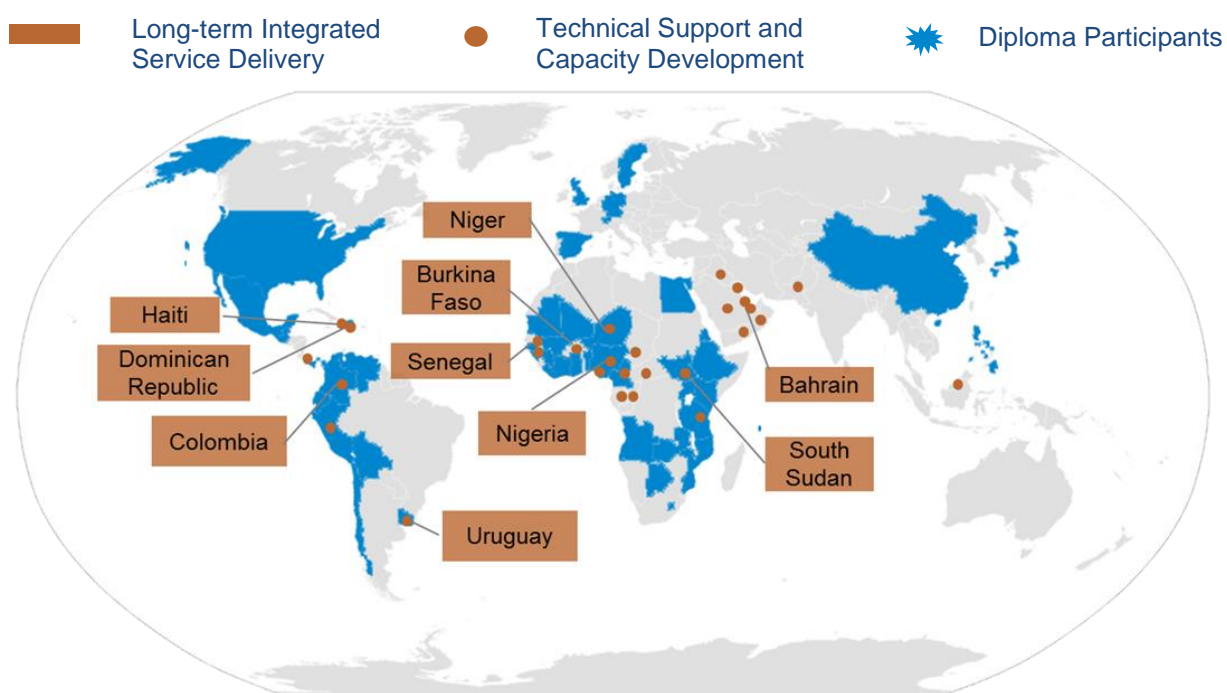 Long-term Integrated
Service Delivery
Technical Support and
Capacity Development
Diploma Participants
Niger
Burkina
Faso
Haiti
Senegal
Dominican
Republic
Bahrain
Colombia
Nigeria
South
Sudan
Uruguay